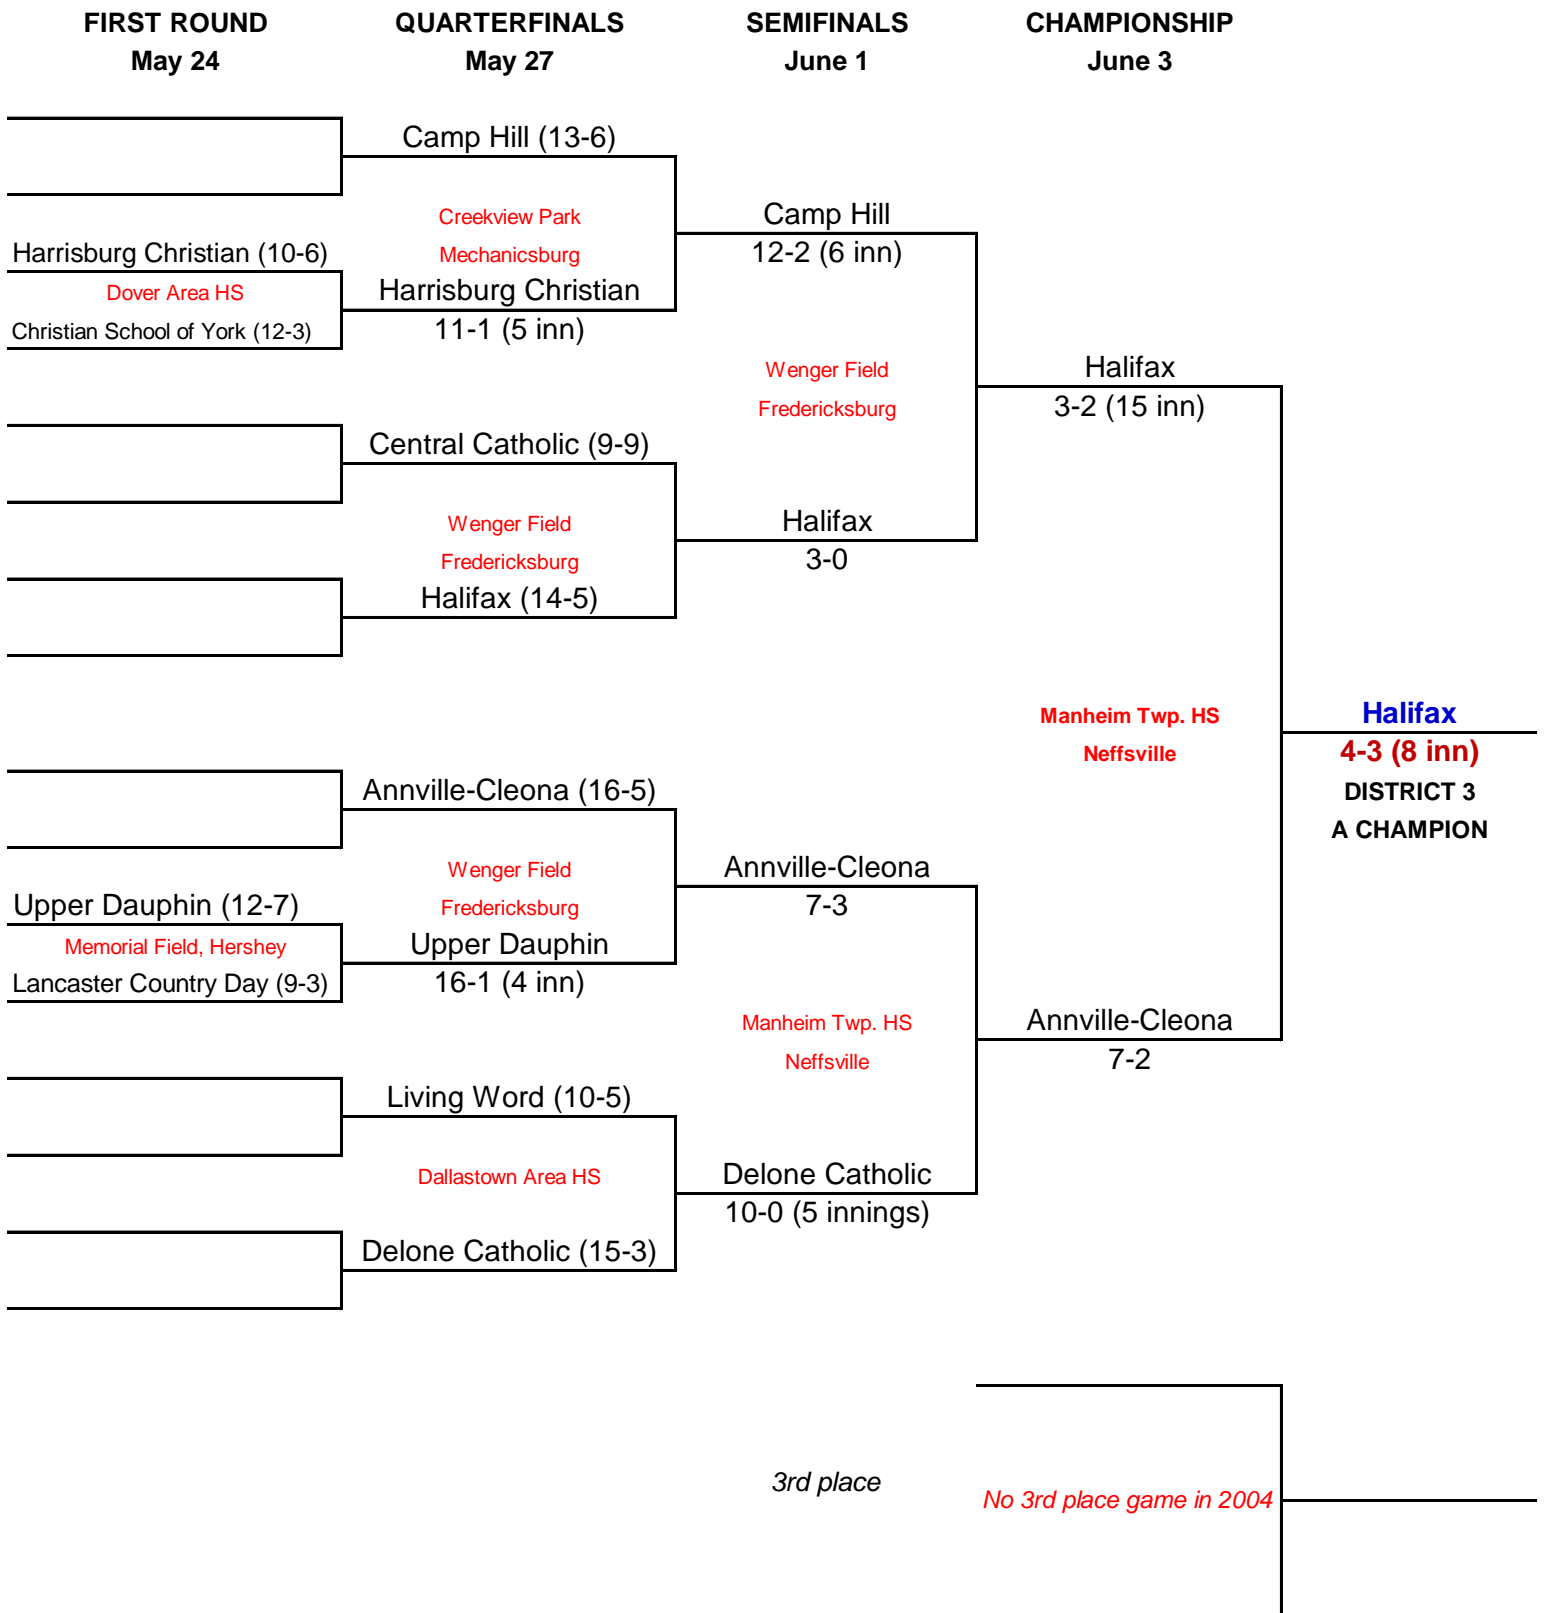 FIRST ROUND
May 24
QUARTERFINALS
May 27
SEMIFINALS
June 1
CHAMPIONSHIP
June 3
Harrisburg Christian (10-6)
Dover Area HS
Christian School of York (12-3)
Upper Dauphin (12-7)
Memorial Field, Hershey
Lancaster Country Day (9-3)
Camp Hill (13-6)
Creekview Park
Mechanicsburg
Harrisburg Christian
11-1 (5 inn)
Central Catholic (9-9)
Wenger Field
Fredericksburg
Halifax (14-5)
Annville-Cleona (16-5)
Wenger Field
Fredericksburg
Upper Dauphin
16-1 (4 inn)
Living Word (10-5)
Dallastown Area HS
Delone Catholic (15-3)
Camp Hill
12-2 (6 inn)
Wenger Field
Fredericksburg
Halifax
3-0
Annville-Cleona
7-3
Manheim Twp. HS
Neffsville
Delone Catholic
10-0 (5 innings)
Halifax
3-2 (15 inn)
Manheim Twp. HS
Neffsville
Annville-Cleona
7-2
Halifax
4-3 (8 inn)
DISTRICT 3
A CHAMPION
3rd place
No 3rd place game in 2004